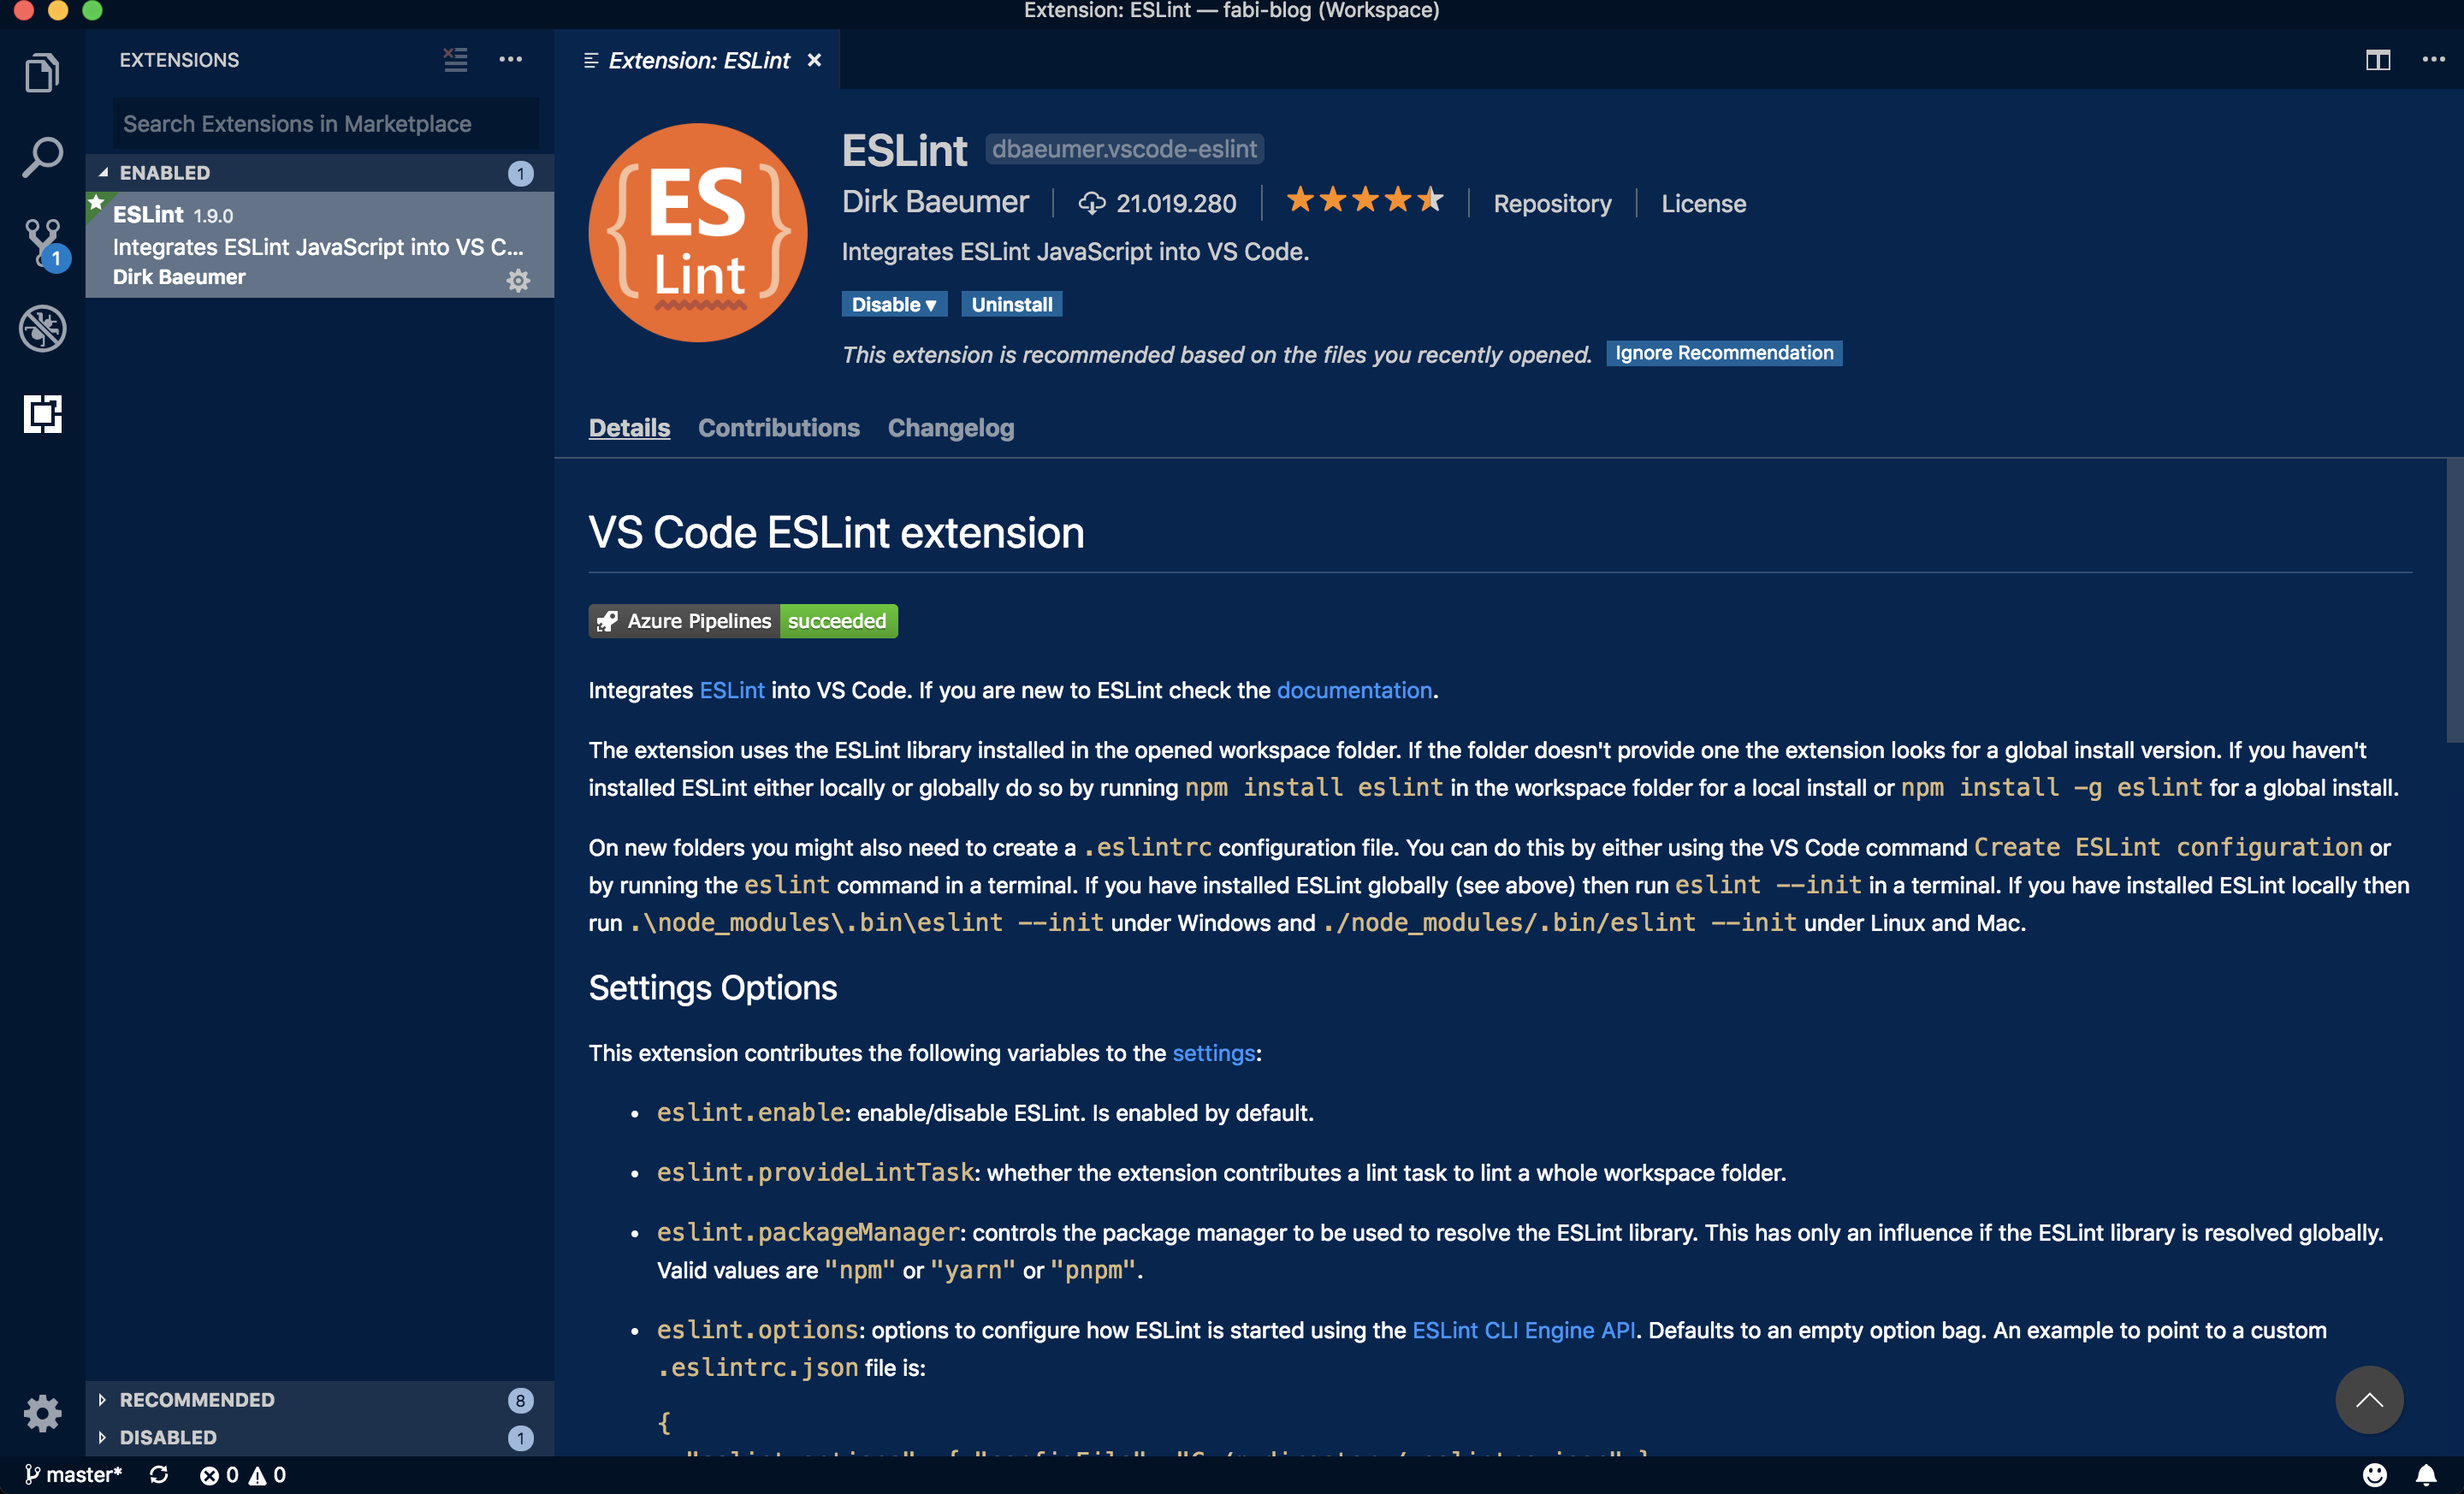 Extension: ESLint — fabi-blog (Workspace)
EXTENSIONS
Search Extensions in Marketplace
ENABLED 1
ESLint 1.9.0
Integrates ESLint JavaScript into VS C...
Dirk Baeumer
1
RECOMMENDED 8
DISABLED 1
Extension: ESLint
ES
Lint
ESLint dbaeumer.vscode-eslint
Dirk Baeumer 21.019.280 Repository License
Integrates ESLint JavaScript into VS Code.
Disable ▾ Uninstall
This extension is recommended based on the files you recently opened. Ignore Recommendation
Details Contributions Changelog
VS Code ESLint extension
Azure Pipelines succeeded
Integrates ESLint into VS Code. If you are new to ESLint check the documentation.
The extension uses the ESLint library installed in the opened workspace folder. If the folder doesn't provide one the extension looks for a global install version. If you haven't
installed ESLint either locally or globally do so by running npm install eslint in the workspace folder for a local install or npm install -g eslint for a global install.
On new folders you might also need to create a .eslintrc configuration file. You can do this by either using the VS Code command Create ESLint configuration or
by running the eslint command in a terminal. If you have installed ESLint globally (see above) then run eslint --init in a terminal. If you have installed ESLint locally then
run .\node_modules\.bin\eslint --init under Windows and ./node_modules/.bin/eslint --init under Linux and Mac.
Settings Options
This extension contributes the following variables to the settings:
• eslint.enable: enable/disable ESLint. Is enabled by default.
• eslint.provideLintTask: whether the extension contributes a lint task to lint a whole workspace folder.
• eslint.packageManager: controls the package manager to be used to resolve the ESLint library. This has only an influence if the ESLint library is resolved globally.
Valid values are "npm" or "yarn" or "pnpm".
• eslint.options: options to configure how ESLint is started using the ESLint CLI Engine API. Defaults to an empty option bag. An example to point to a custom
.eslintrc.json file is:
{
master* 0 0